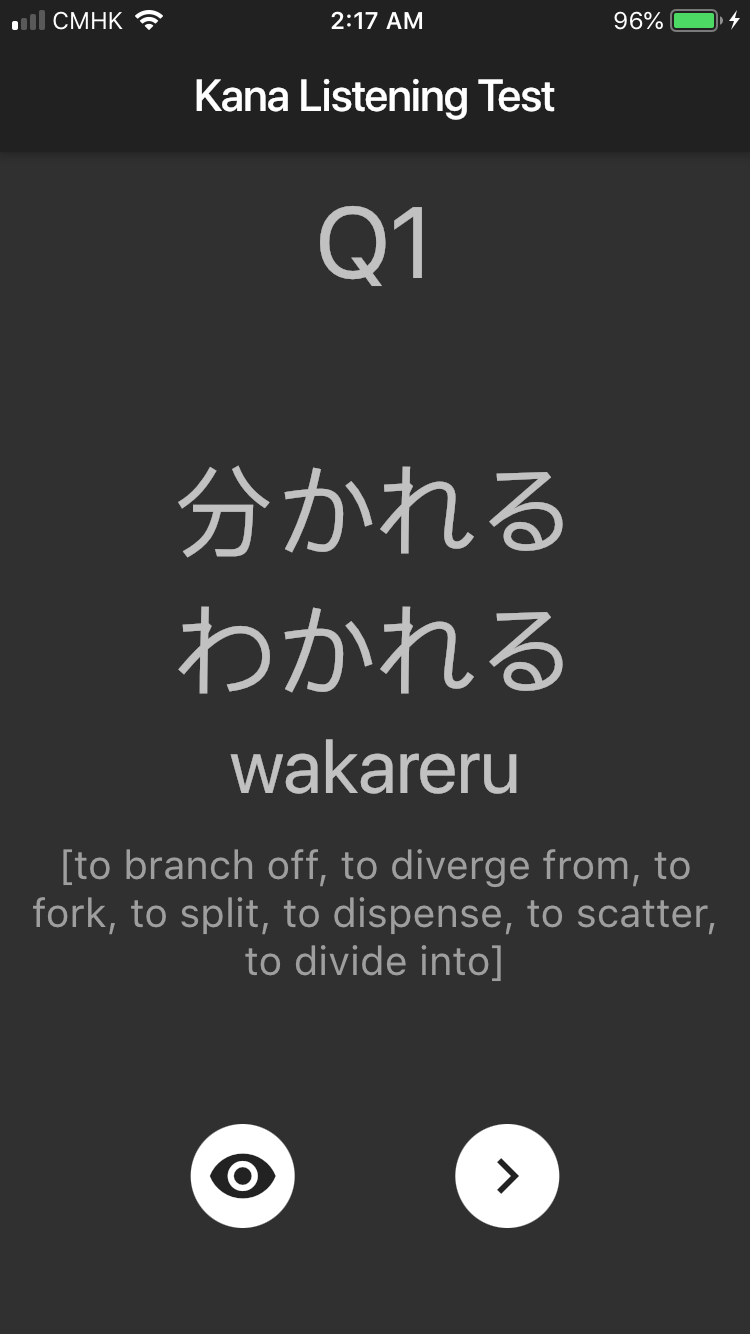 CMHK 2:17 AM 96%
Kana Listening Test
Q1
分かれる
わかれる
wakareru
[to branch off, to diverge from, to
fork, to split, to dispense, to scatter,
to divide into]